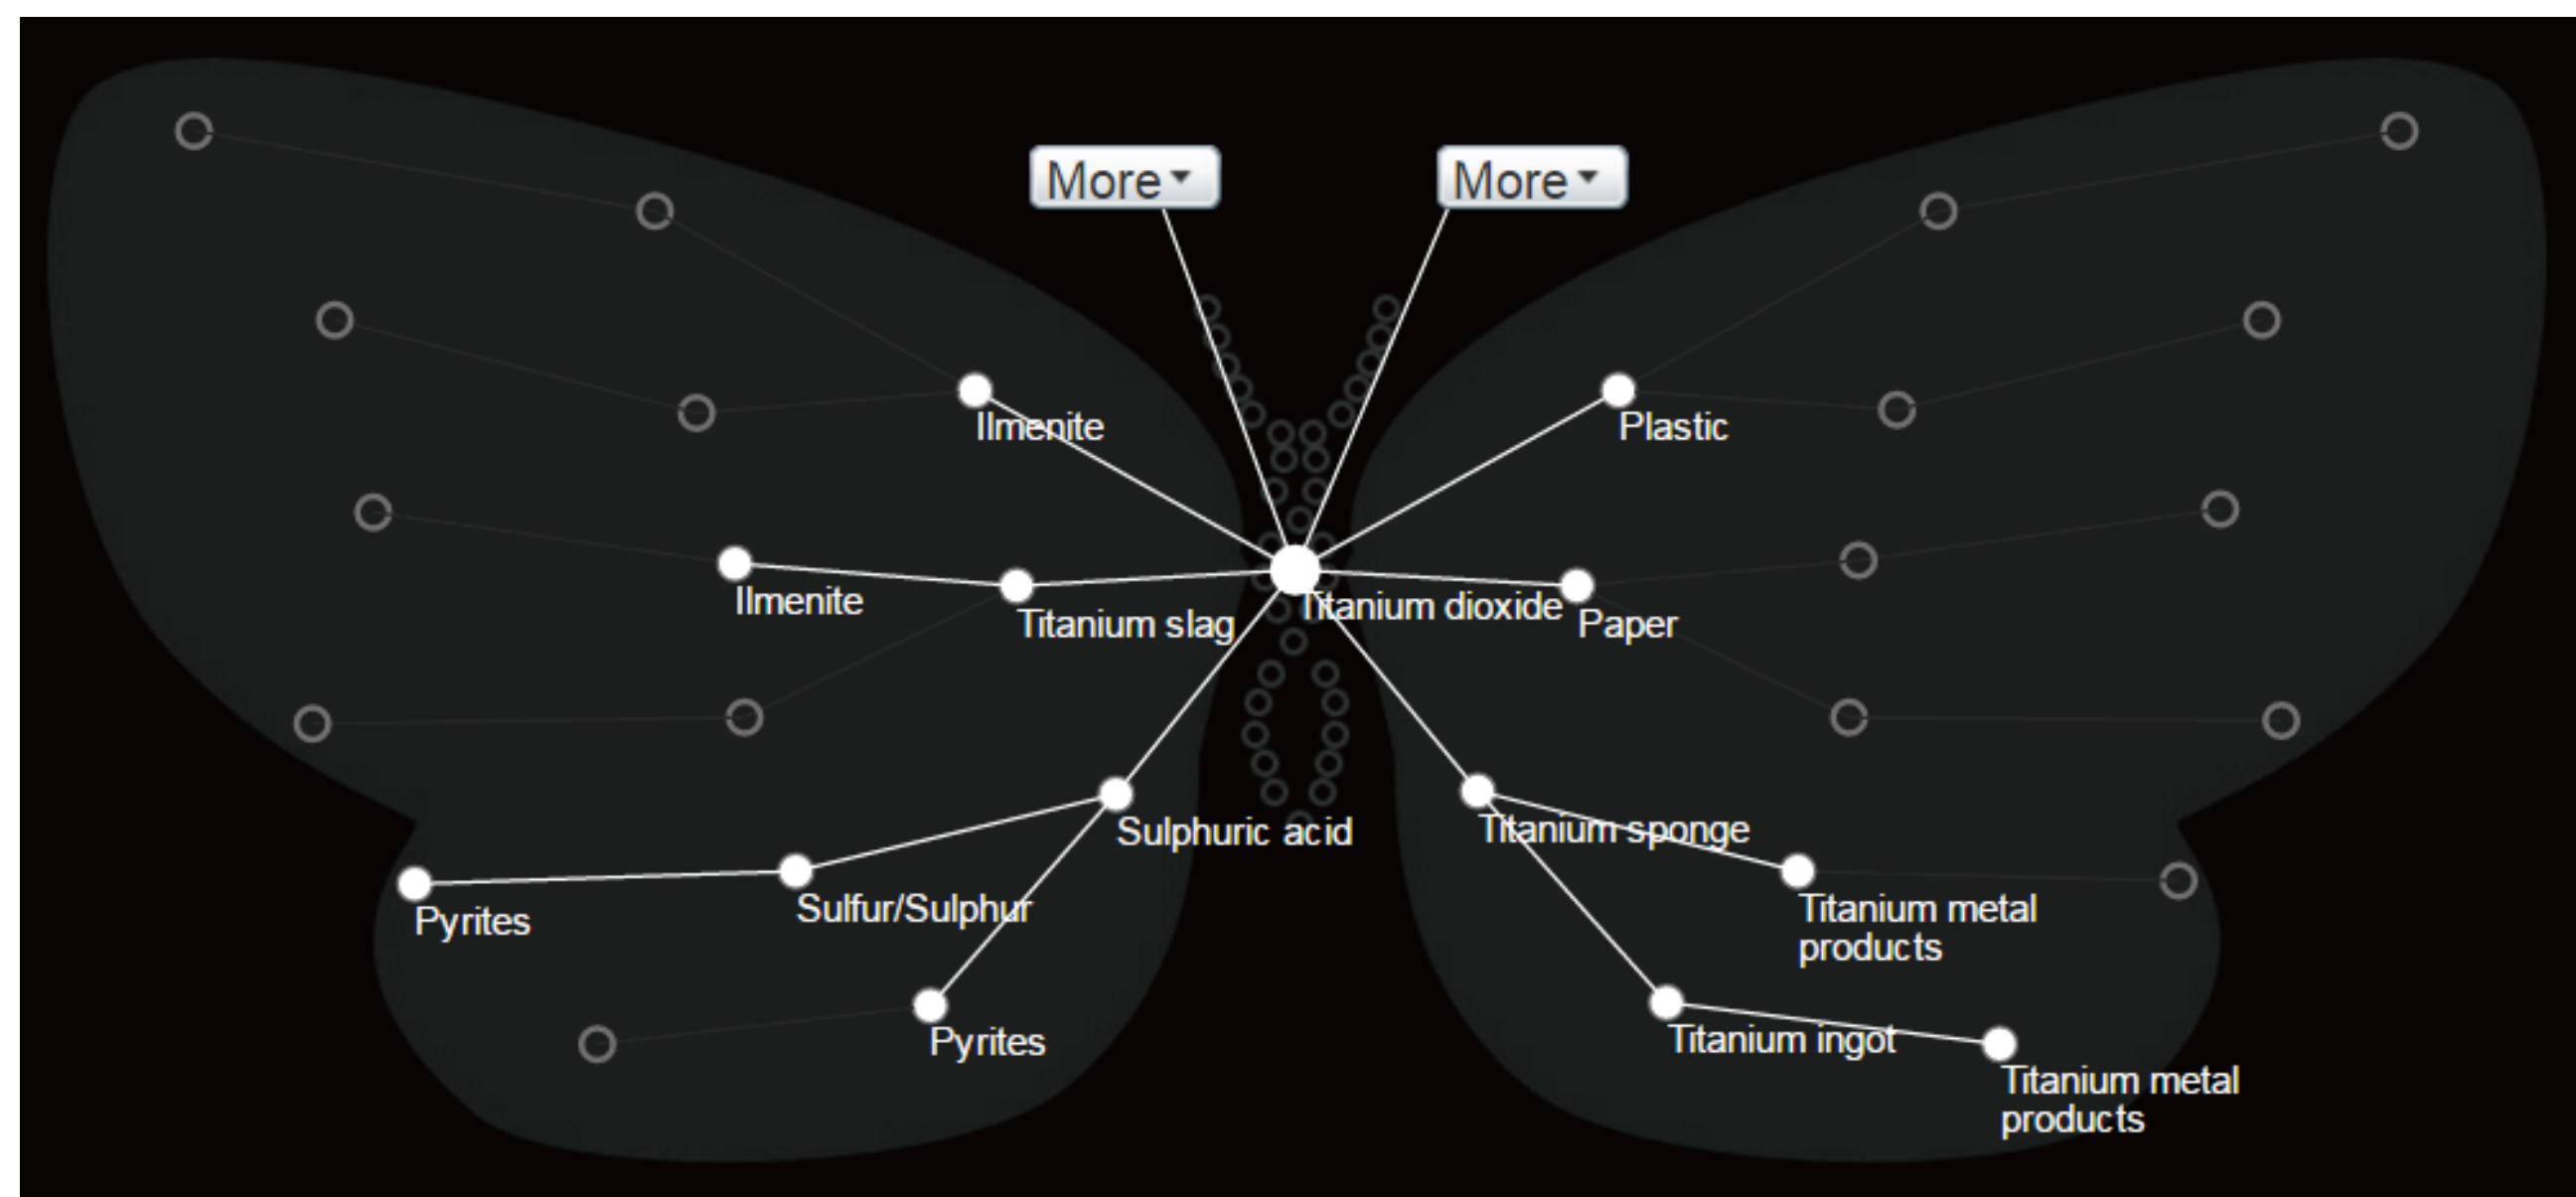 More
More
Ilmenite
Plastic
Ilmenite
Titanium slag
Titanium dioxide
Paper
Sulphuric acid
Titanium sponge
Pyrites
Sulfur/Sulphur
Titanium metal
products
Pyrites
Titanium ingot
Titanium metal
products